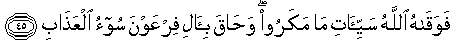 فَوَقَىٰهُ ٱللَّهُ سَيِّـَٔاتِ مَا مَكَرُوا۟ ۖ وَحَاقَ بِـَٔالِ فِرْعَوْنَ سُوٓءُ ٱلْعَذَابِ ﴿٤٥﴾